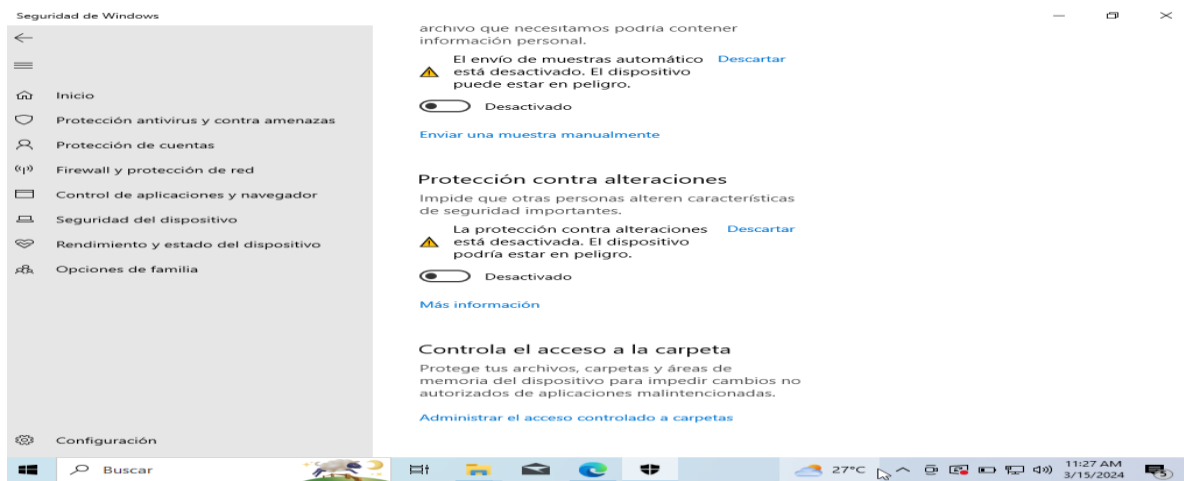 Seguridad de Windows
archivo que necesitamos podría contener
información personal.
El envío de muestras automático Descartar
está desactivado. El dispositivo
puede estar en peligro.
Desactivado
Enviar una muestra manualmente
Inicio
Protección antivirus y contra amenazas
Protección de cuentas
Firewall y protección de red
Control de aplicaciones y navegador
Seguridad del dispositivo
Rendimiento y estado del dispositivo
Opciones de familia
Protección contra alteraciones
Impide que otras personas alteren características
de seguridad importantes.
La protección contra alteraciones Descartar
está desactivada. El dispositivo
podría estar en peligro.
Desactivado
Más información
Controla el acceso a la carpeta
Protege tus archivos, carpetas y áreas de
memoria del dispositivo para impedir cambios no
autorizados de aplicaciones malintencionadas.
Administrar el acceso controlado a carpetas
Configuración
Buscar
27°C
11:27 AM
3/15/2024
5